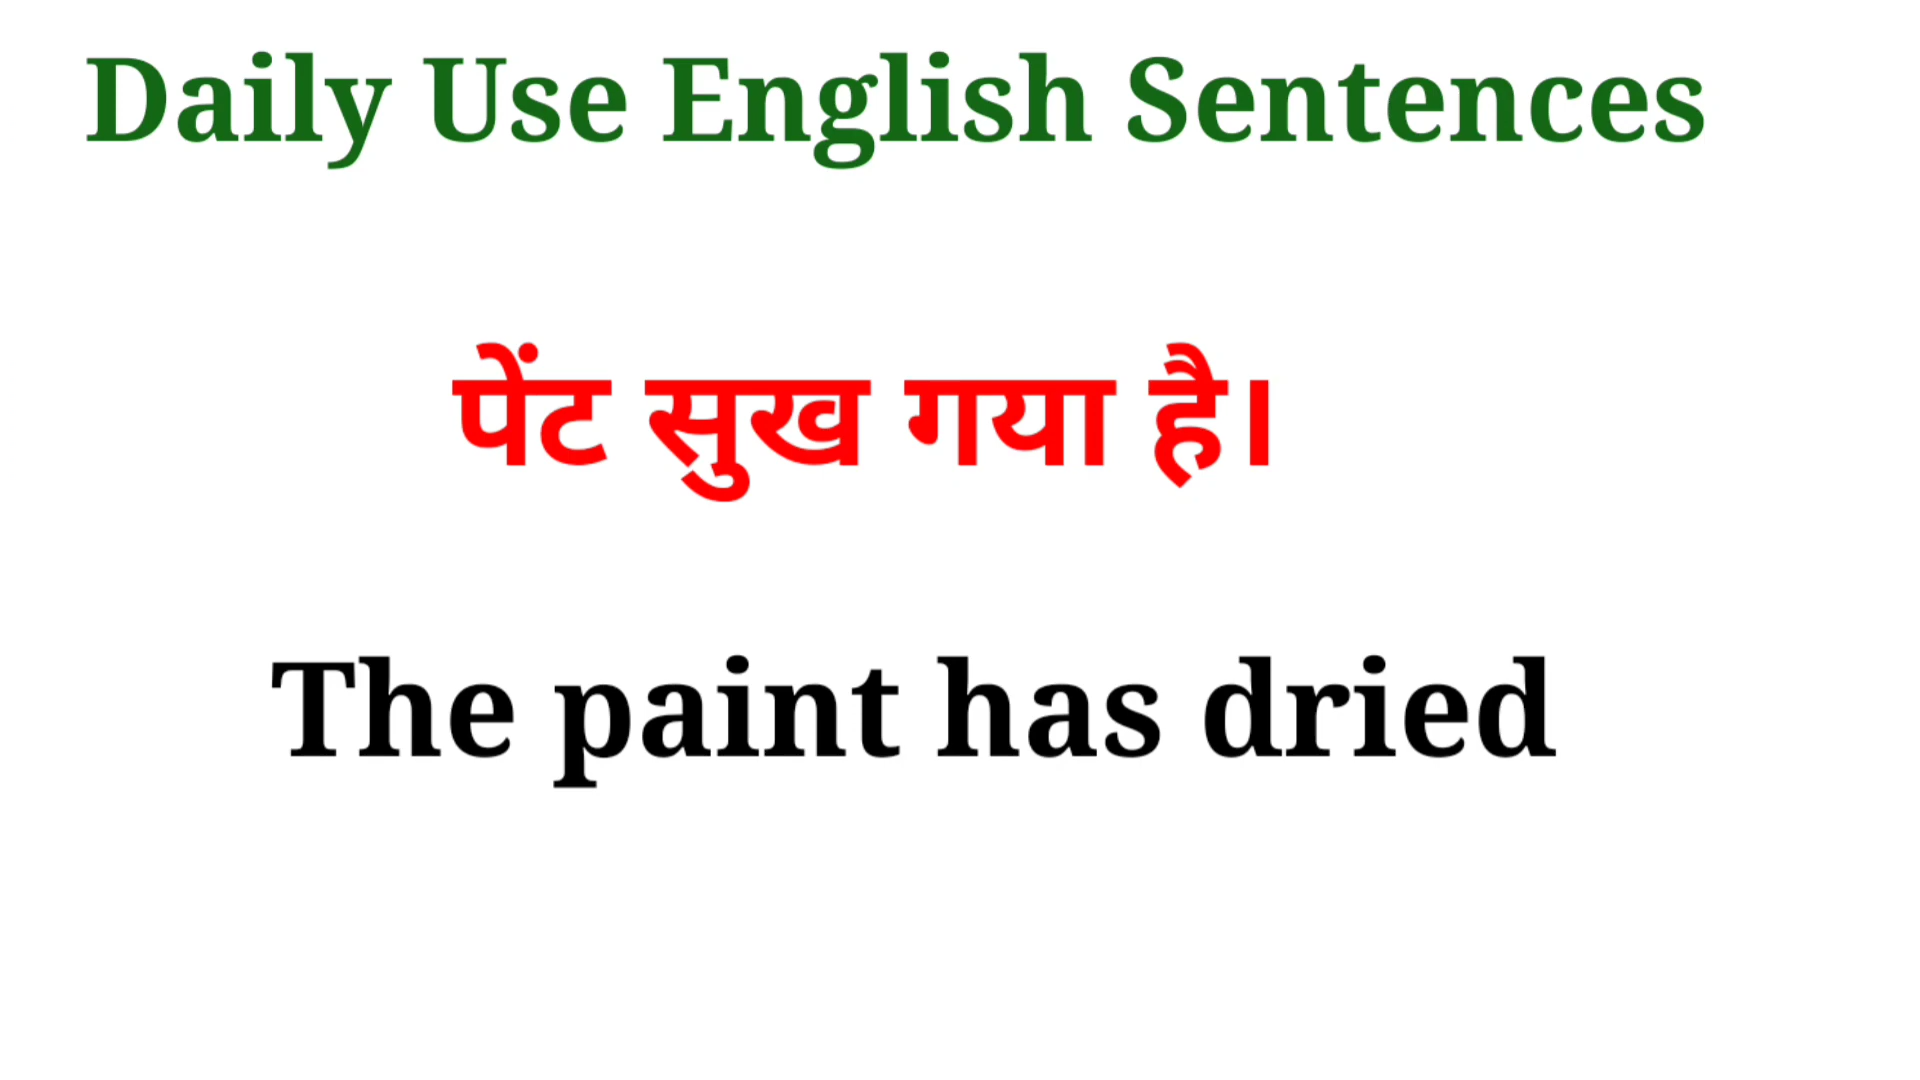 Daily Use English Sentences
पेंट सुख गया है।
The paint has dried